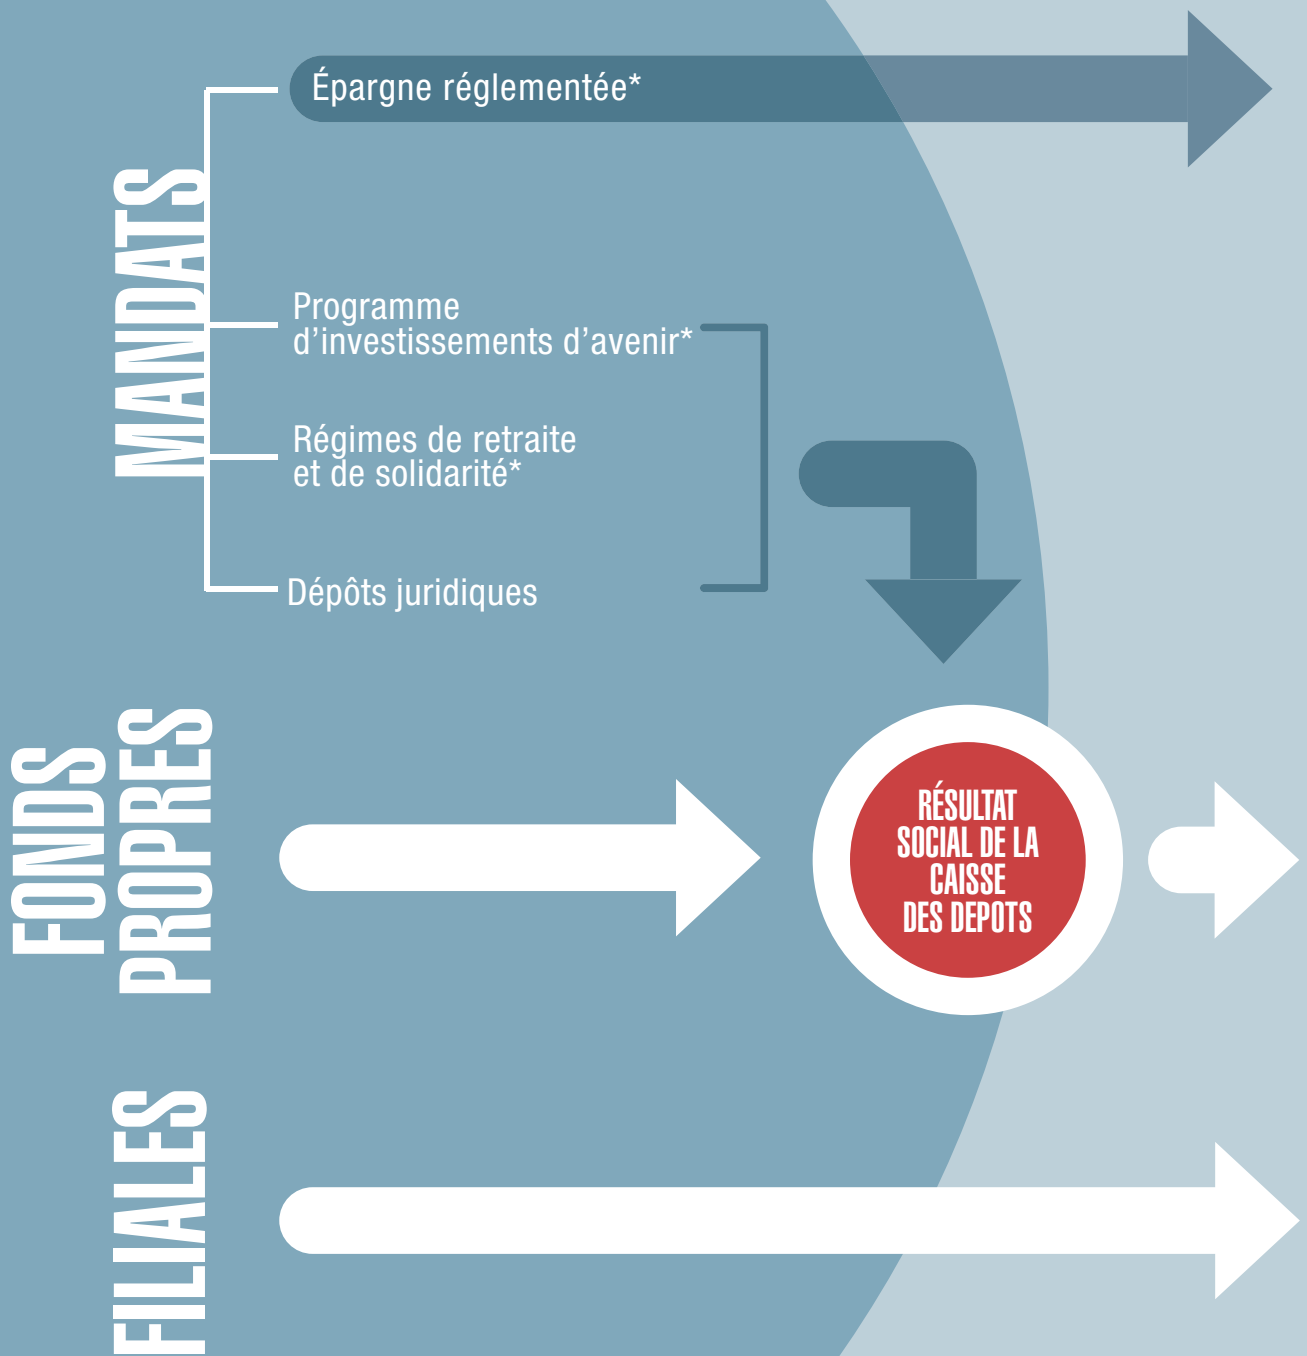 MANDATS
Épargne réglementée*
Programme
d’investissements d’avenir*
Régimes de retraite
et de solidarité*
Dépôts juridiques
FONDS
PROPRES
RÉSULTAT
SOCIAL DE LA
CAISSE
DES DEPOTS
FILIALES